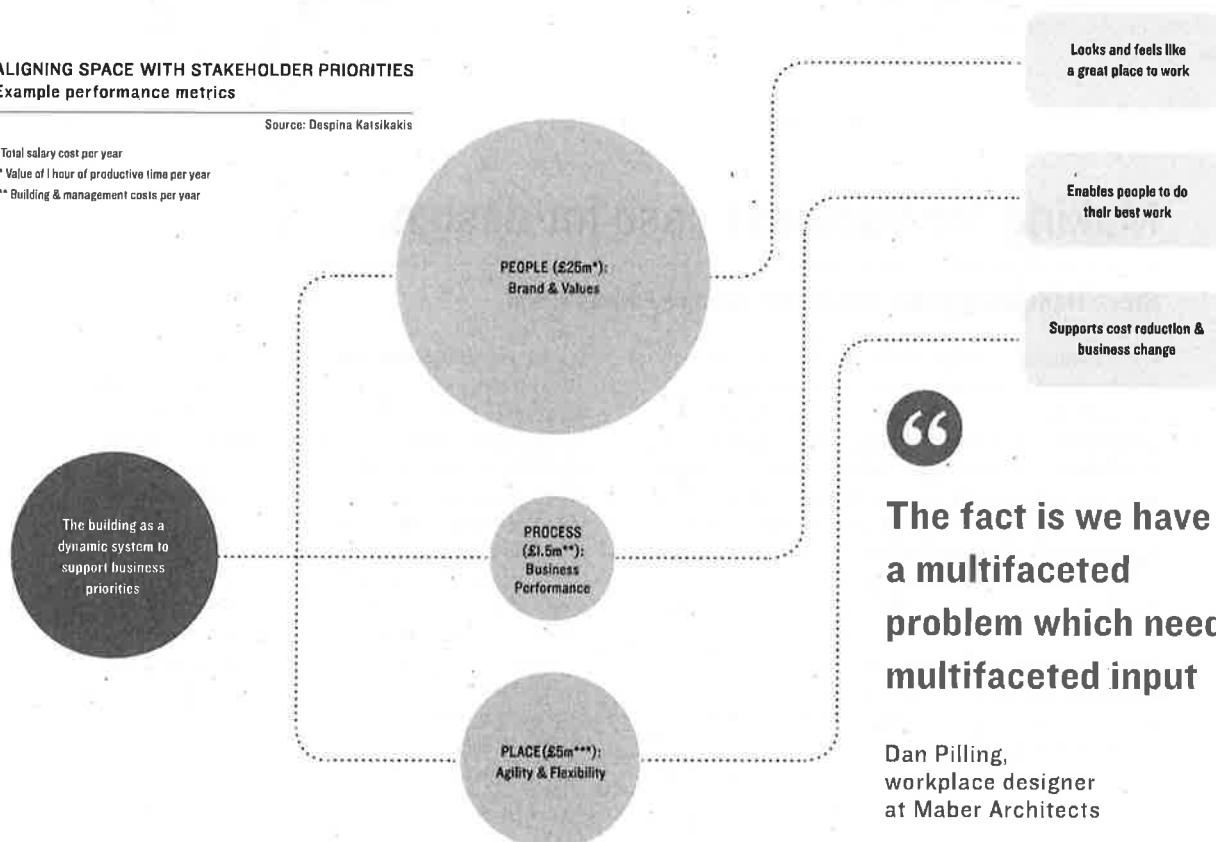 ALIGNING SPACE WITH STAKEHOLDER PRIORITIES
Example performance metrics
Source: Despina Katsikakis
Total salary cost per year
* Value of 1 hour of productive time per year
** Building & management costs per year
Looks and feels like
a great place to work
Enables people to do
their best work
Supports cost reduction &
business change
PEOPLE (£25m*):
Brand & Values
The building as a
dynamic system to
support business
priorities
PROCESS
(£1.5m**):
Business
Performance
PLACE (£5m***):
Agility & Flexibility
“
The fact is we have
a multifaceted
problem which need
multifaceted input
Dan Pilling,
workplace designer
at Maber Architects